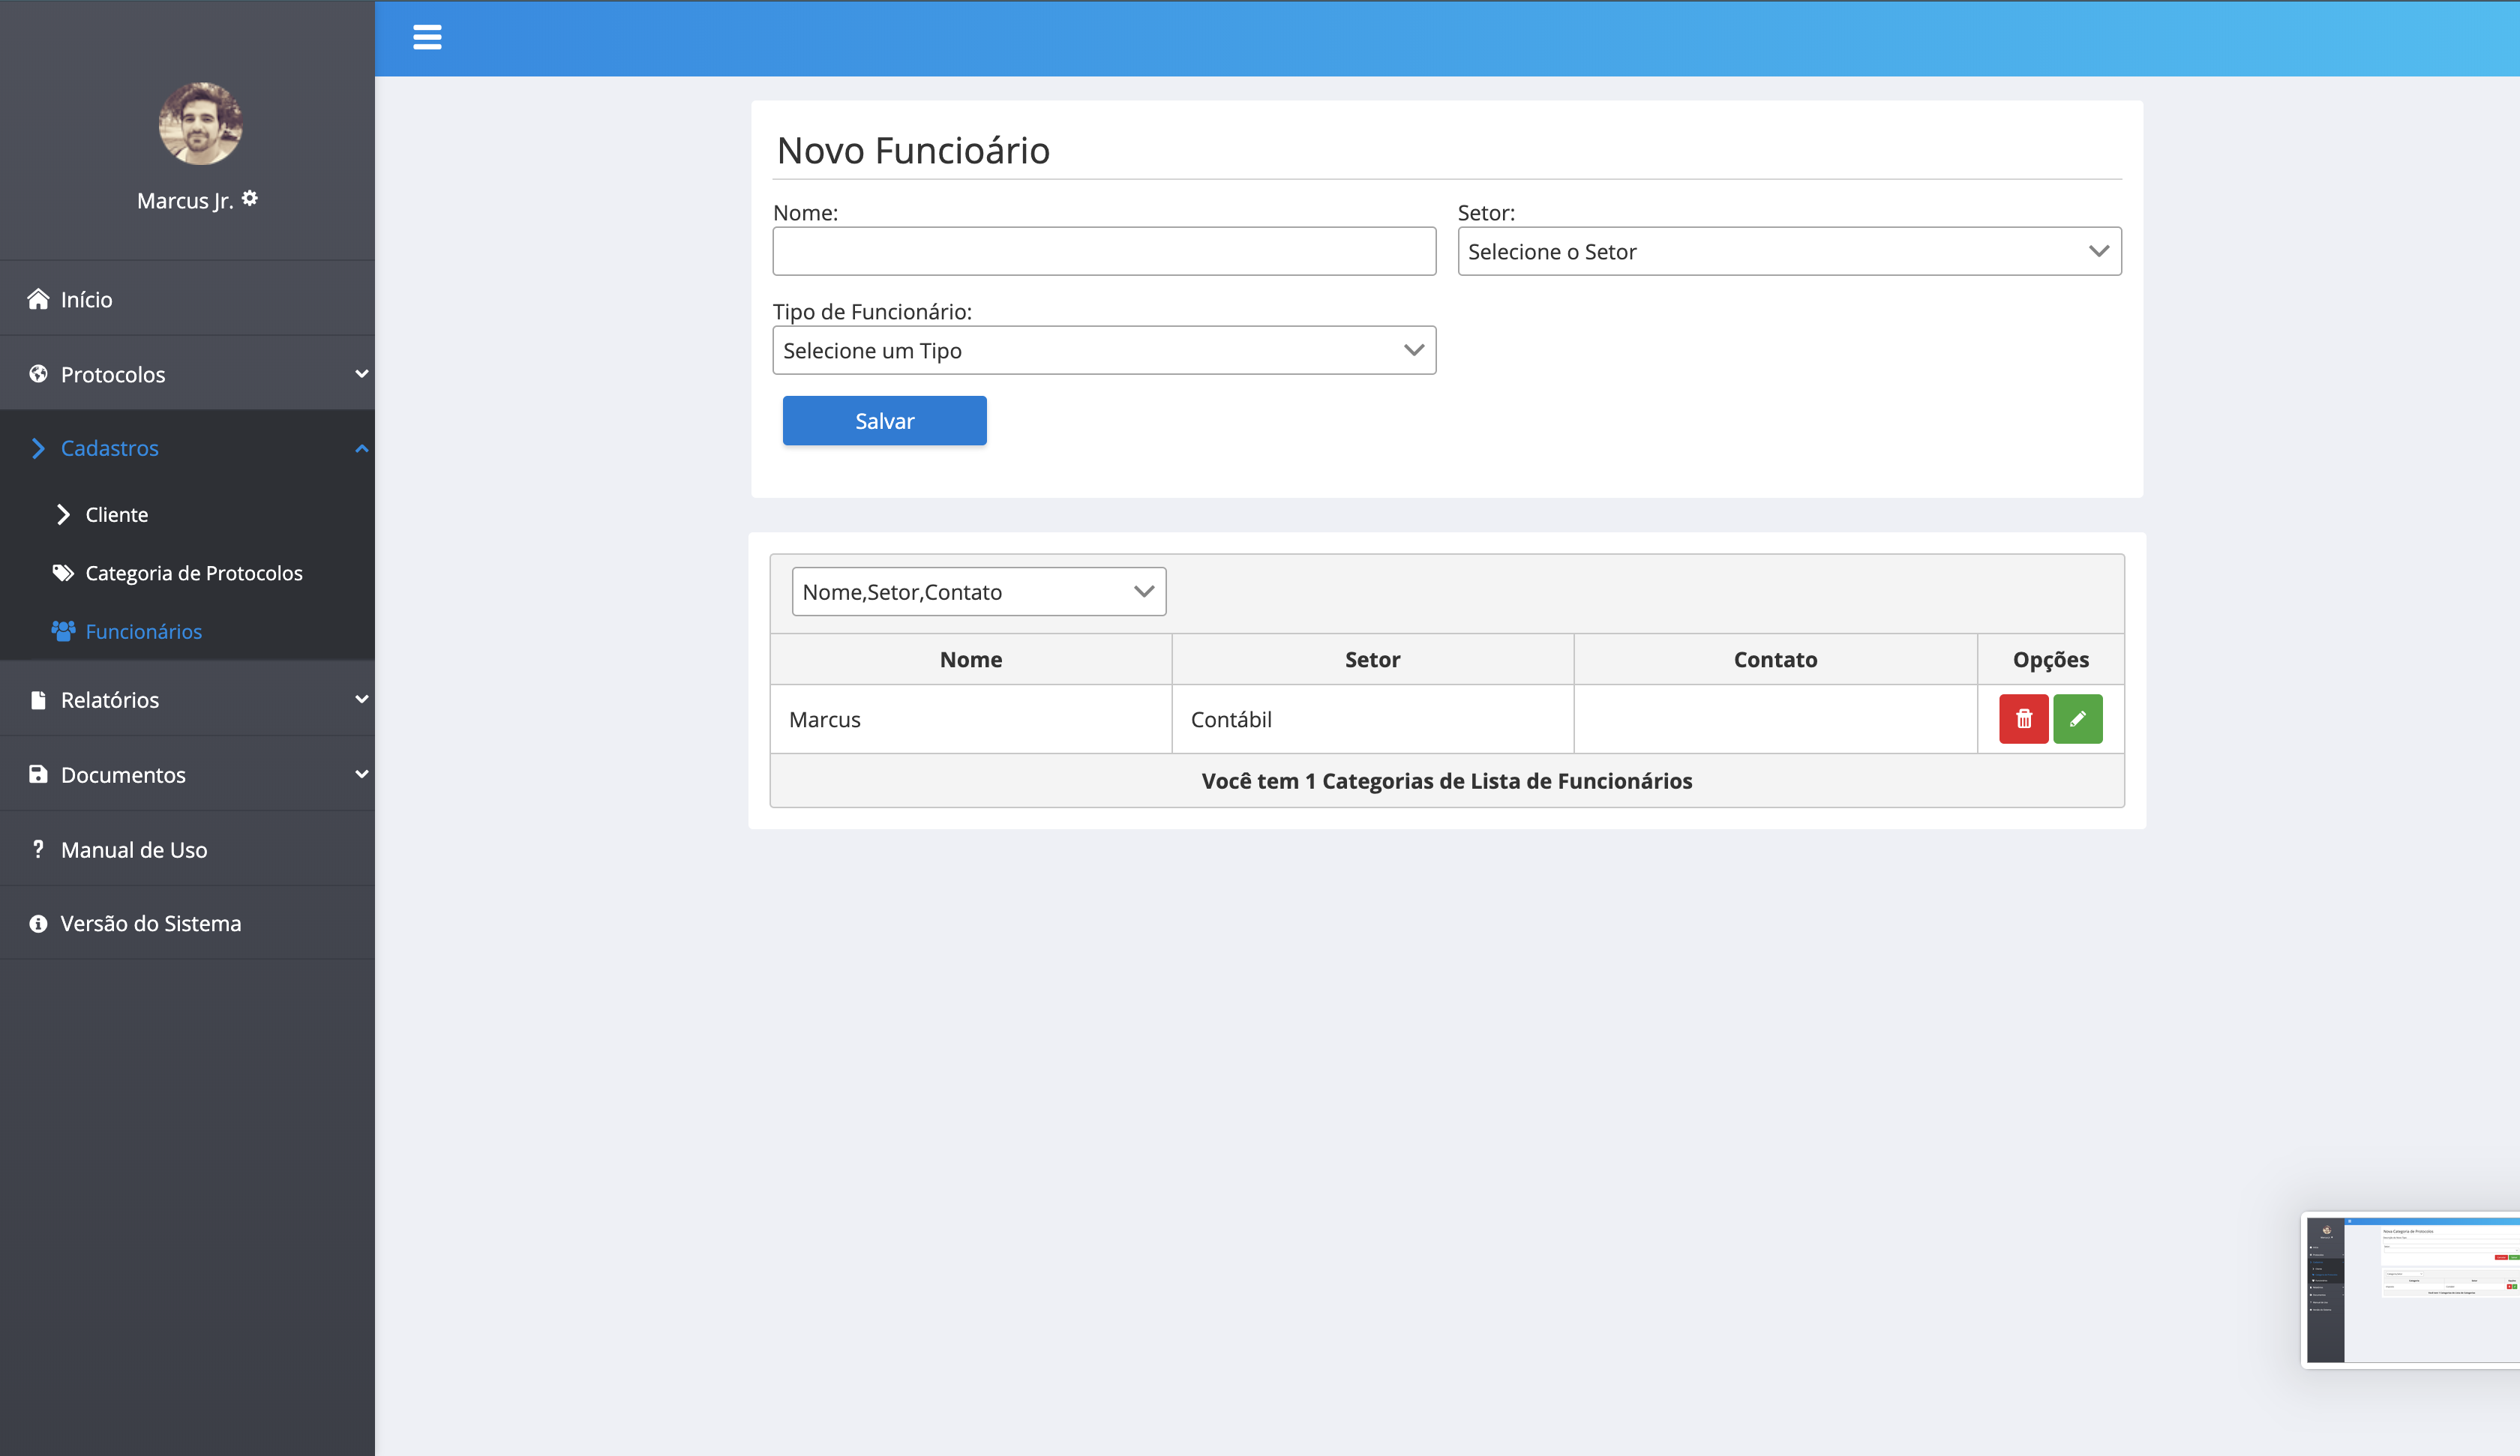 Marcus Jr.
Início
Protocolos
Cadastros
Cliente
Categoria de Protocolos
Funcionários
Relatórios
Documentos
Manual de Uso
Versão do Sistema
Novo Funcioário
Nome:
Setor:
Selecione o Setor
Tipo de Funcionário:
Selecione um Tipo
Salvar
Nome,Setor,Contato
Nome Setor Contato Opções
Marcus Contábil
Você tem 1 Categorias de Lista de Funcionários